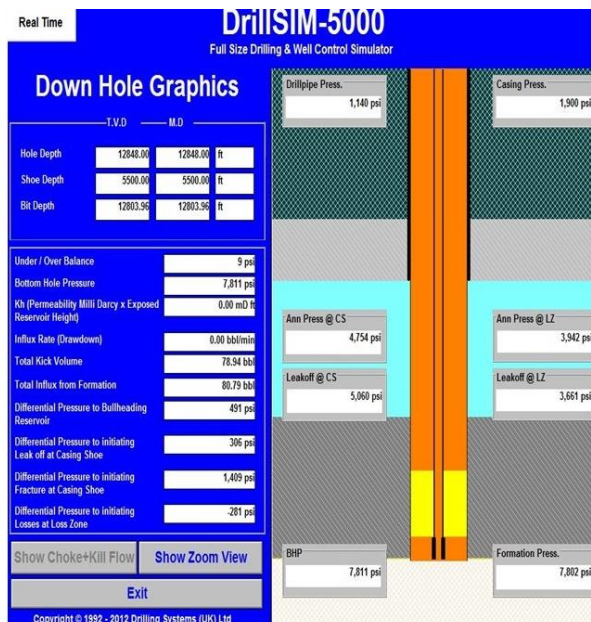 Real Time
DrillSIM-5000
Full Size Drilling & Well Control Simulator
Down Hole Graphics
T.V.D M.D
Hole Depth 12848.00 12848.00 ft
Shoe Depth 5500.00 5500.00 ft
Bit Depth 12803.96 12803.96 ft
Under / Over Balance 9 psi
Bottom Hole Pressure 7,811 psi
Kh (Permeability Milli Darcy x Exposed
Reservoir Height) 0.00 mD ft
Influx Rate (Drawdown) 0.00 bbl/min
Total Kick Volume 78.94 bbl
Total Influx from Formation 80.79 bbl
Differential Pressure to Bullheading
Reservoir 491 psi
Differential Pressure to initiating
Leak off at Casing Shoe 306 psi
Differential Pressure to initiating
Fracture at Casing Shoe 1,409 psi
Differential Pressure to initiating
Losses at Loss Zone -281 psi
Show Choke+Kill Flow Show Zoom View
Exit
Copyright © 1992 - 2012 Drilling Systems (UK) Ltd
Drillpipe Press. Casing Press.
1,140 psi 1,900 psi
Ann Press @ CS Ann Press @ LZ
4,754 psi 3,942 psi
Leakoff @ CS Leakoff @ LZ
5,060 psi 3,661 psi
BHP Formation Press.
7,811 psi 7,802 psi